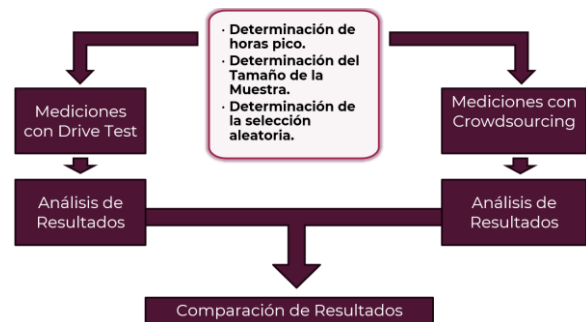 · Determinación de
horas pico.
· Determinación del
Tamaño de la
Muestra.
· Determinación de
la selección
aleatoria.
Mediciones
con Drive Test
Mediciones con
Crowdsourcing
Análisis de
Resultados
Análisis de
Resultados
Comparación de Resultados